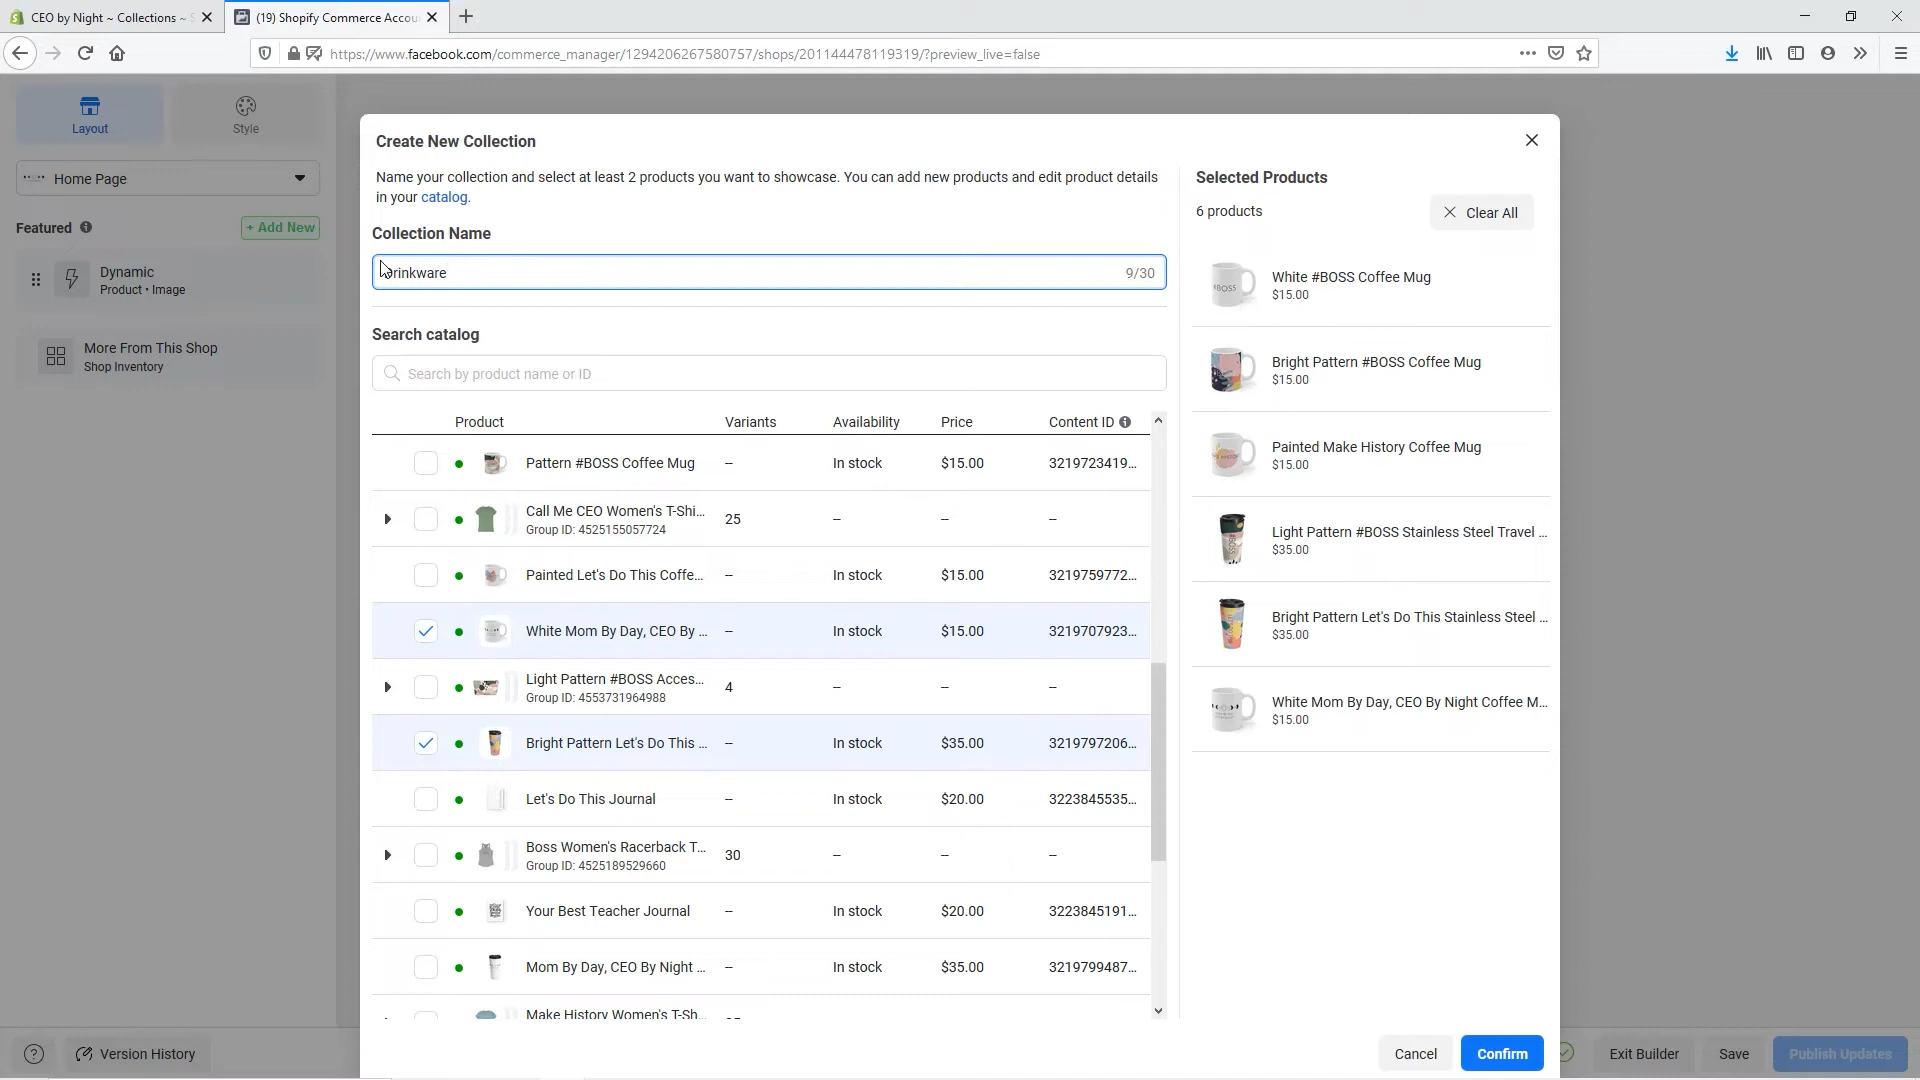 CEO by Night ~ Collections ~
(19) Shopify Commerce Accou
https://www.facebook.com/commerce_manager/1294206267580757/shops/201144478119319/?preview_live=false
Layout
Style
Home Page
Featured
+ Add New
Dynamic
Product • Image
More From This Shop
Shop Inventory
Version History
Create New Collection
Name your collection and select at least 2 products you want to showcase. You can add new products and edit product details
in your catalog.
Collection Name
rinkware
9/30
Search catalog
Search by product name or ID
Product Variants Availability Price Content ID
Pattern #BOSS Coffee Mug -- In stock $15.00 3219723419...
Call Me CEO Women's T-Shi... 25 -- -- --
Group ID: 4525155057724
Painted Let's Do This Coffe... -- In stock $15.00 3219759772...
White Mom By Day, CEO By ... -- In stock $15.00 3219707923...
Light Pattern #BOSS Acces... 4 -- -- --
Group ID: 4553731964988
Bright Pattern Let's Do This ... -- In stock $35.00 3219797206...
Let's Do This Journal -- In stock $20.00 3223845535...
Boss Women's Racerback T... 30 -- -- --
Group ID: 4525189529660
Your Best Teacher Journal -- In stock $20.00 3223845191...
Mom By Day, CEO By Night ... -- In stock $35.00 3219799487...
Make History Women's T-Sh...
Selected Products
6 products
Clear All
White #BOSS Coffee Mug
$15.00
Bright Pattern #BOSS Coffee Mug
$15.00
Painted Make History Coffee Mug
$15.00
Light Pattern #BOSS Stainless Steel Travel ...
$35.00
Bright Pattern Let's Do This Stainless Steel ...
$35.00
White Mom By Day, CEO By Night Coffee M...
$15.00
Cancel
Confirm
Exit Builder
Save
Publish Updates